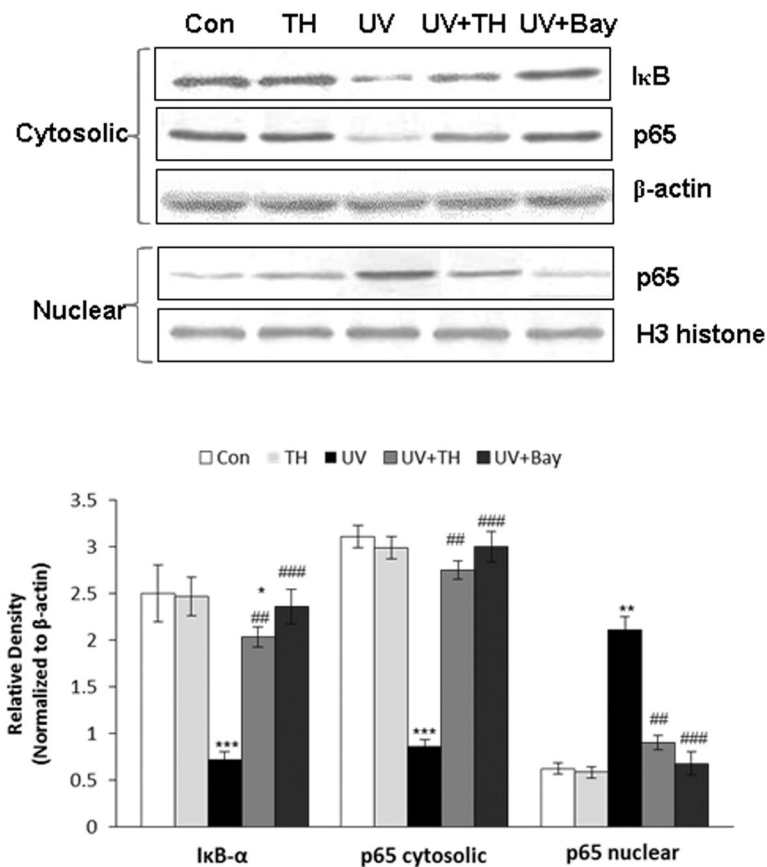 Con TH UV UV+TH UV+Bay
Cytosolic
IκB
p65
β-actin
Nuclear
p65
H3 histone
Con TH UV UV+TH UV+Bay
Relative Density
(Normalized to β-actin)
3.5
3
2.5
2
1.5
1
0.5
0
***
*
##
###
***
##
###
**
##
###
IκB-α p65 cytosolic p65 nuclear